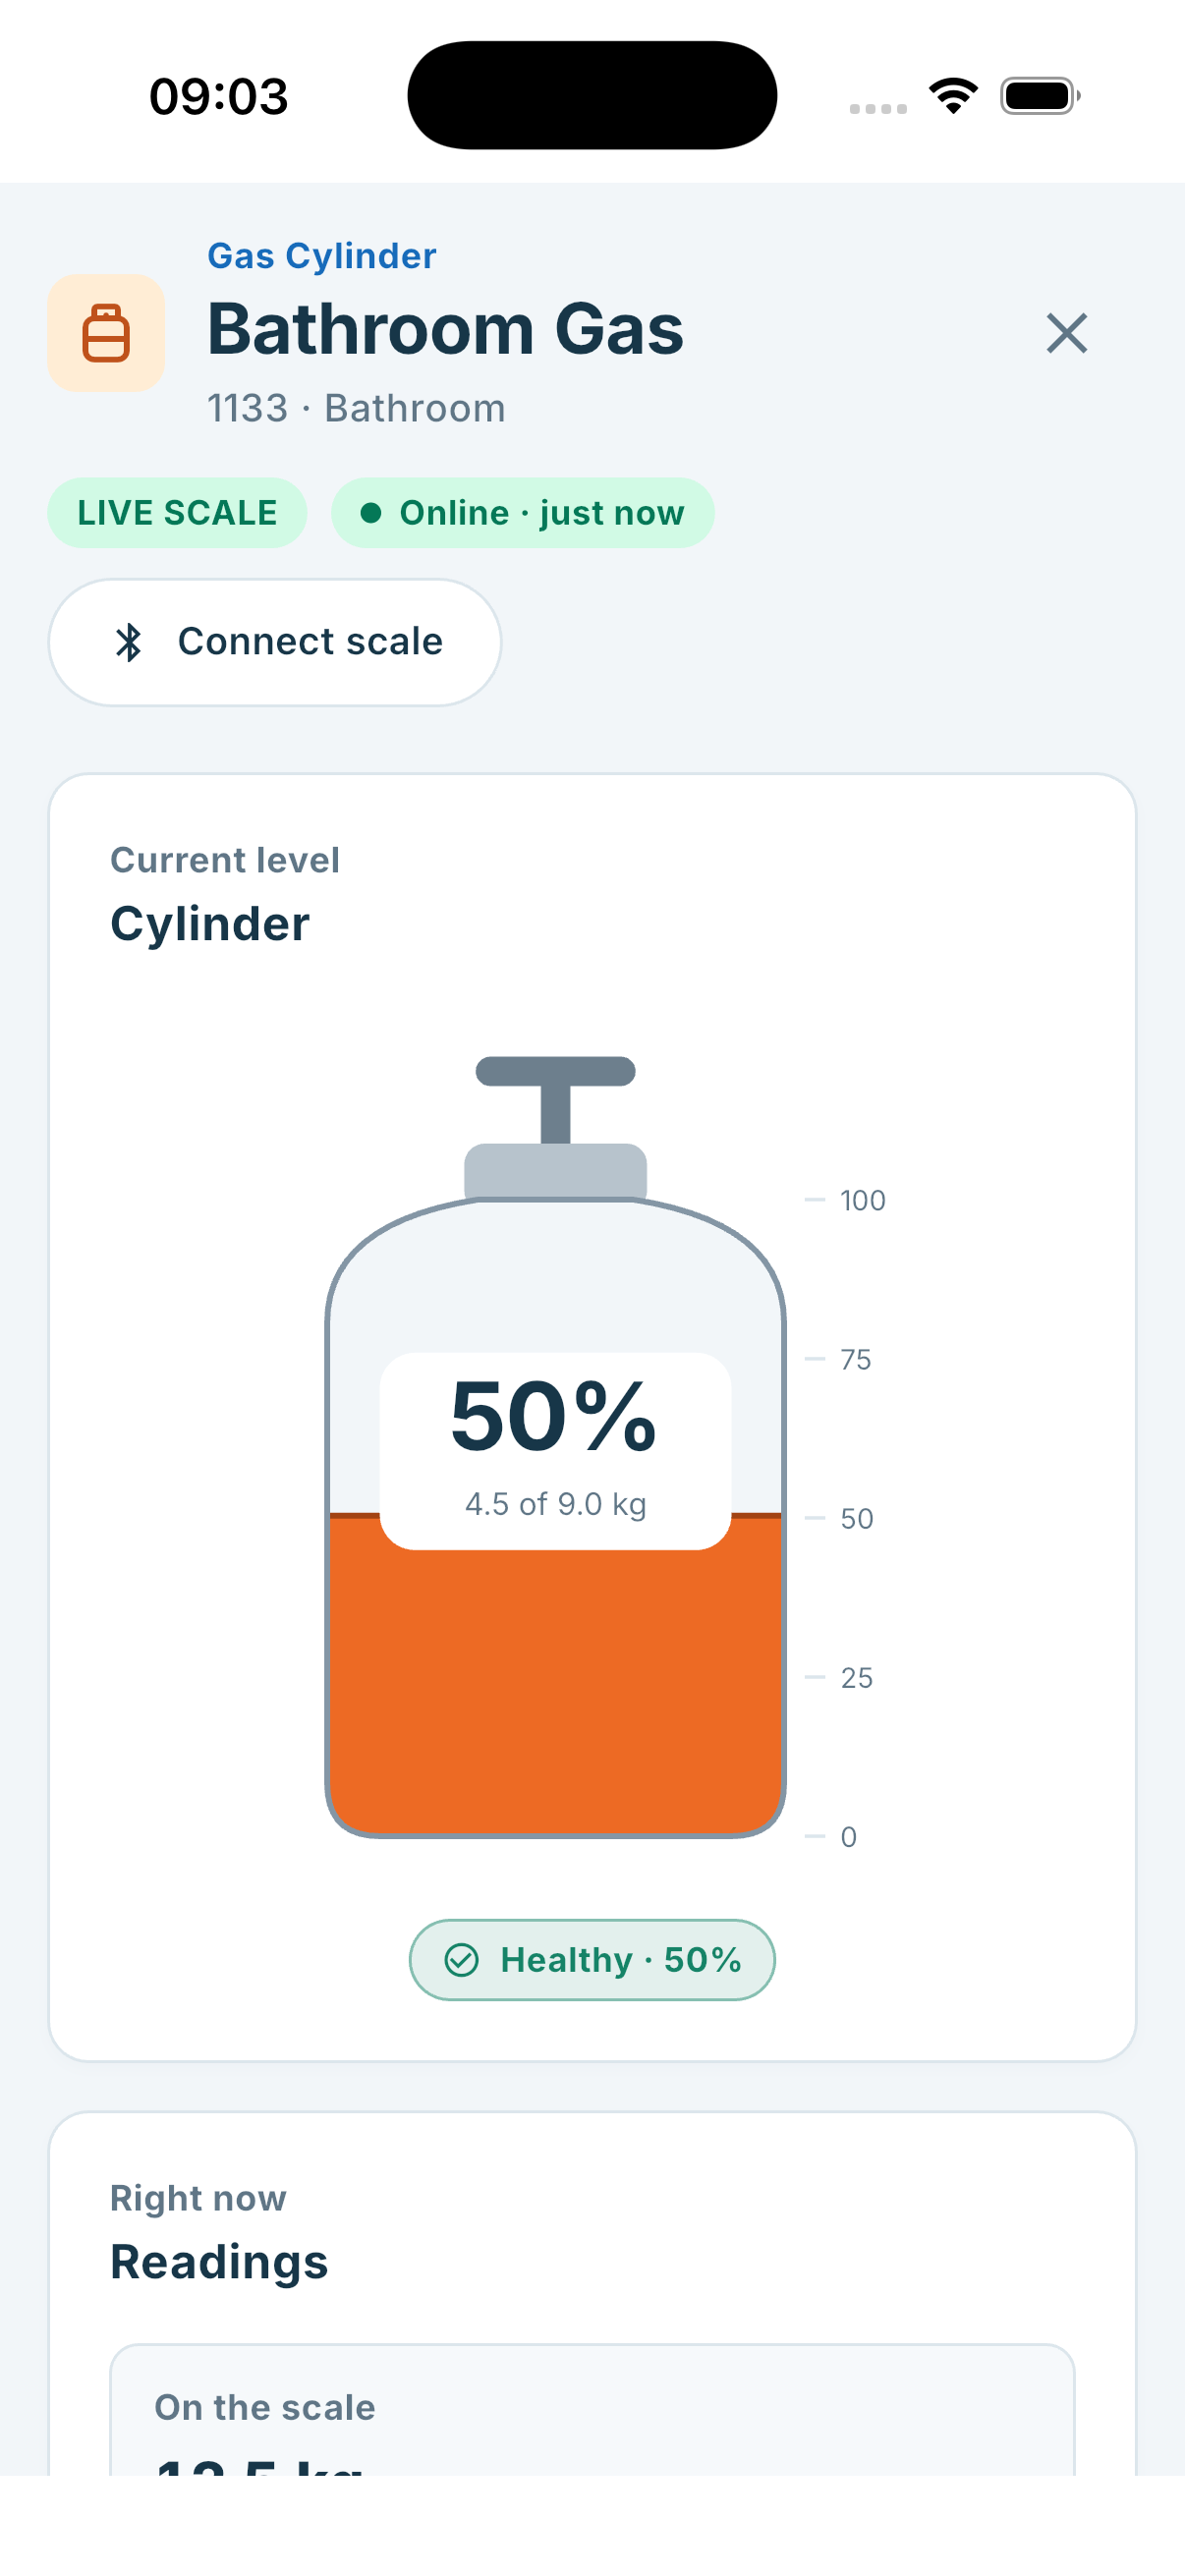 09:03
Gas Cylinder
Bathroom Gas
1133 · Bathroom
LIVE SCALE
Online · just now
Connect scale
Current level
Cylinder
100
75
50%
4.5 of 9.0 kg
50
25
0
Healthy · 50%
Right now
Readings
On the scale